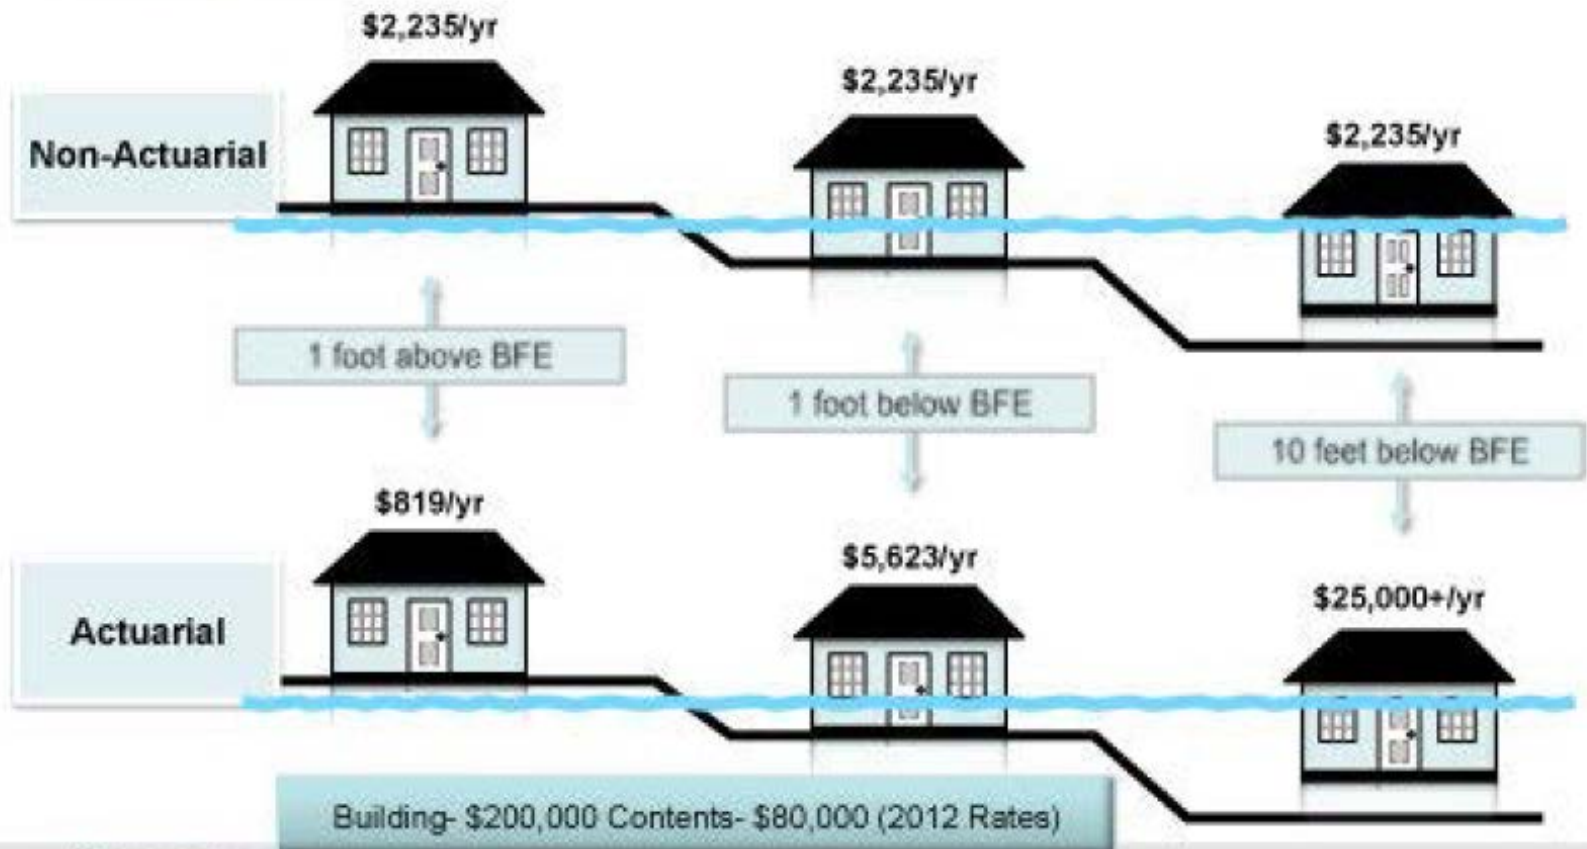 $2,235/yr
$2,235/yr
$2,235/yr
Non-Actuarial
1 foot above BFE
1 foot below BFE
10 feet below BFE
$819/yr
$5,623/yr
$25,000+/yr
Actuarial
Building- $200,000 Contents- $80,000 (2012 Rates)